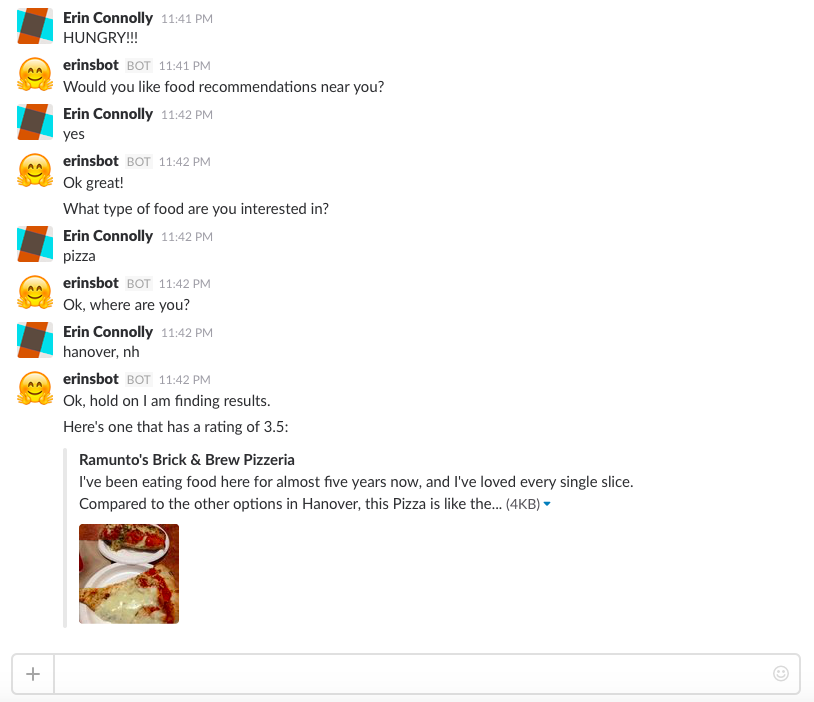 Erin Connolly 11:41 PM
HUNGRY!!!
erinsbot BOT 11:41 PM
Would you like food recommendations near you?
Erin Connolly 11:42 PM
yes
erinsbot BOT 11:42 PM
Ok great!
What type of food are you interested in?
Erin Connolly 11:42 PM
pizza
erinsbot BOT 11:42 PM
Ok, where are you?
Erin Connolly 11:42 PM
hanover, nh
erinsbot BOT 11:42 PM
Ok, hold on I am finding results.
Here's one that has a rating of 3.5:
Ramunto's Brick & Brew Pizzeria
I've been eating food here for almost five years now, and I've loved every single slice.
Compared to the other options in Hanover, this Pizza is like the... (4KB)